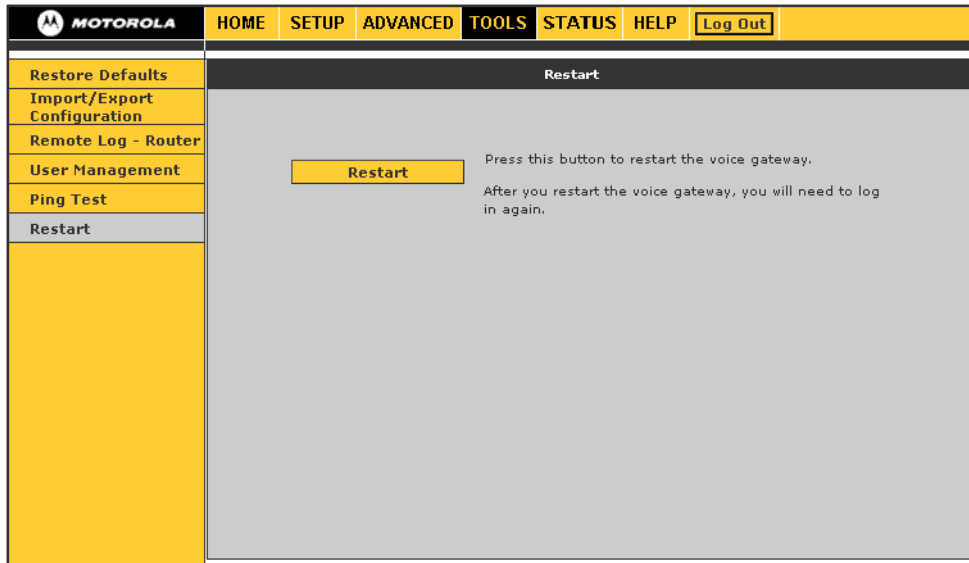 MOTOROLA HOME SETUP ADVANCED TOOLS STATUS HELP Log Out
Restore Defaults
Import/Export
Configuration
Remote Log - Router
User Management
Ping Test
Restart
Restart
Restart
Press this button to restart the voice gateway.
After you restart the voice gateway, you will need to log
in again.